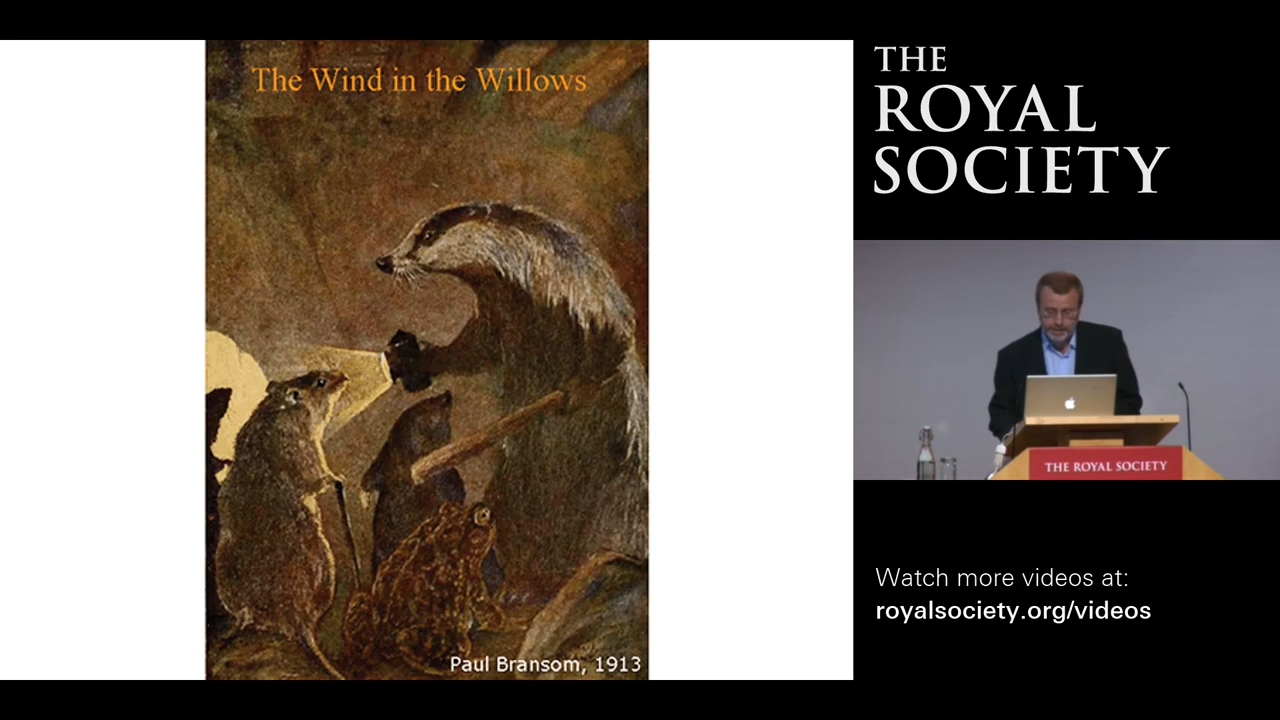 The Wind in the Willows
Paul Bransom, 1913
THE
ROYAL
SOCIETY
THE ROYAL SOCIETY
Watch more videos at:
royalsociety.org/videos